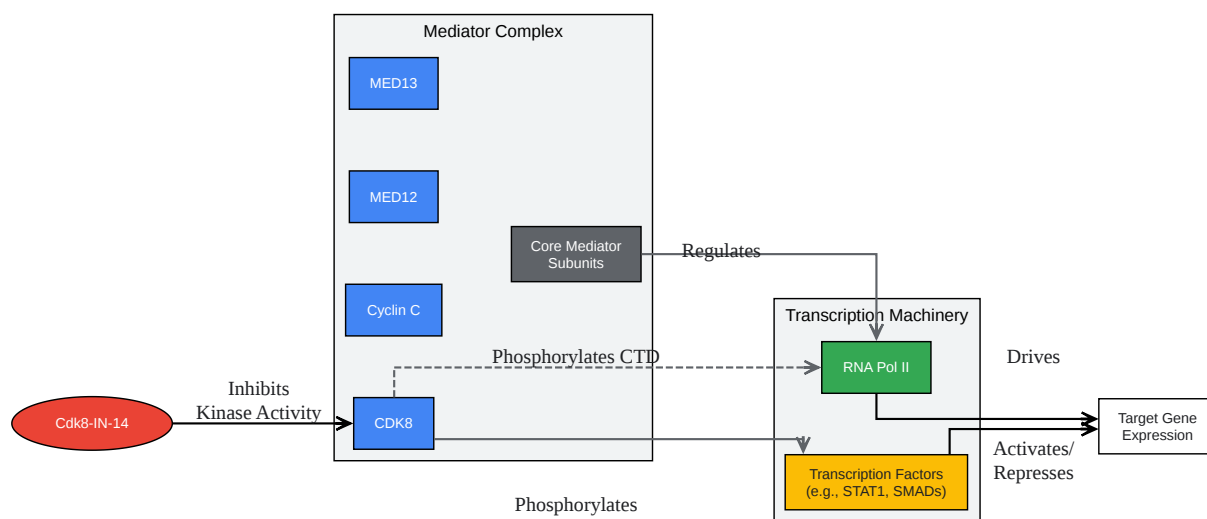 Mediator Complex
MED13
MED12
Core Mediator
Subunits
Regulates
Cyclin C
Transcription Machinery
Phosphorylates CTD
RNA Pol II
Drives
Inhibits
Kinase Activity
Cdk8-IN-14
CDK8
Target Gene
Expression
Activates/
Represses
Transcription Factors
(e.g., STAT1, SMADs)
Phosphorylates